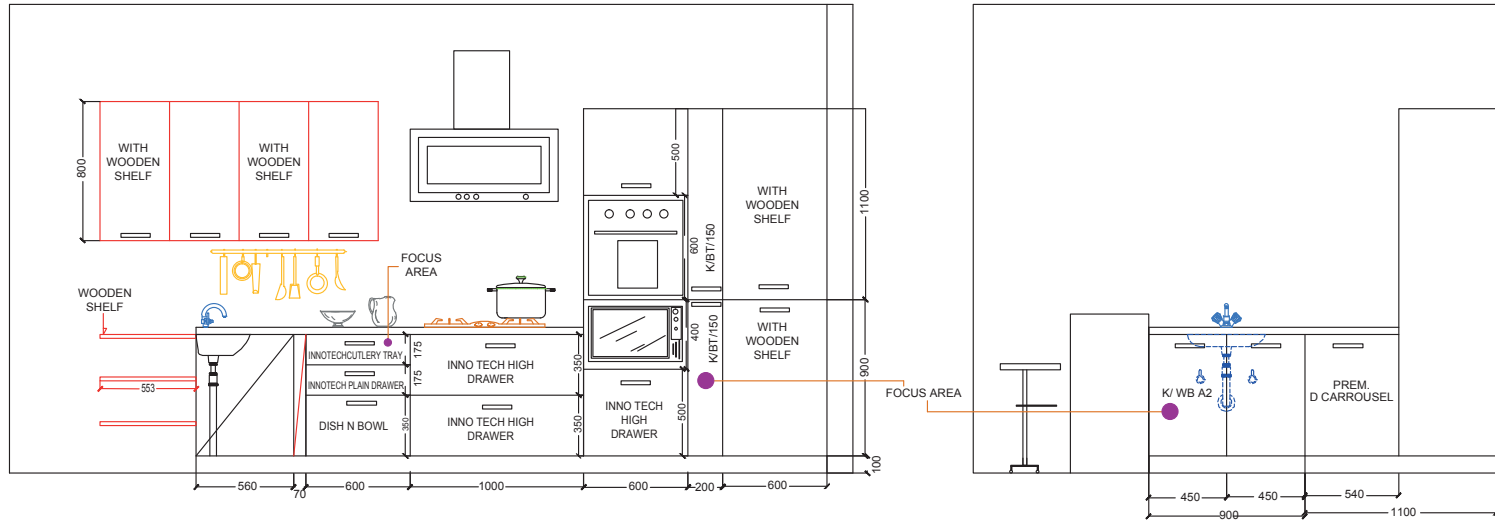 WITH
WOODEN
SHELF
WITH
WOODEN
SHELF
800
FOCUS
AREA
WOODEN
SHELF
553
INNOTECHCUTLERY TRAY
175
INNOTECH PLAIN DRAWER
175
DISH N BOWL
350
INNO TECH HIGH
DRAWER
350
INNO TECH HIGH
DRAWER
350
500
600
K/BT/150
400
K/BT/150
INNO TECH
HIGH
DRAWER
500
WITH
WOODEN
SHELF
1100
WITH
WOODEN
SHELF
900
100
560
70
600
1000
600
200
600
FOCUS AREA
K/ WB A2
PREM.
D CARROUSEL
450
450
540
900
1100